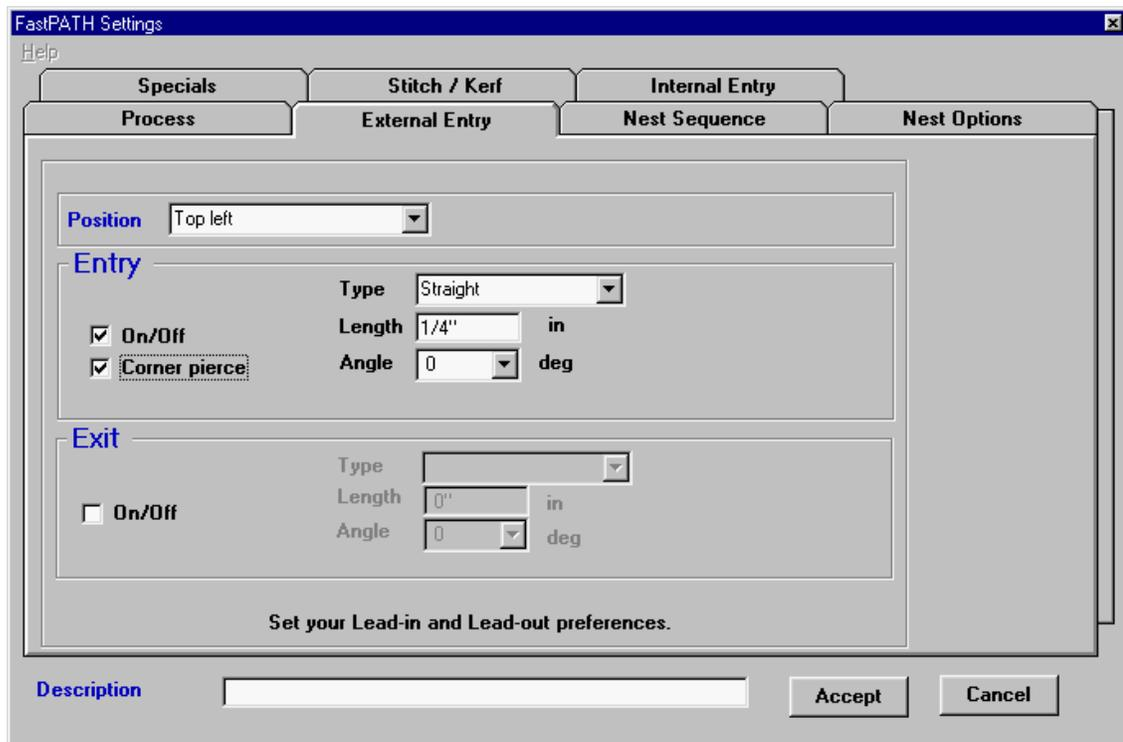 FastPATH Settings
Help
Specials Stitch / Kerf Internal Entry
Process External Entry Nest Sequence Nest Options
Position Top left
Entry
Type Straight
On/Off Length 1/4" in
Corner pierce Angle 0 deg
Exit
Type
Length 0" in
On/Off
Angle 0 deg
Set your Lead-in and Lead-out preferences.
Description Accept Cancel